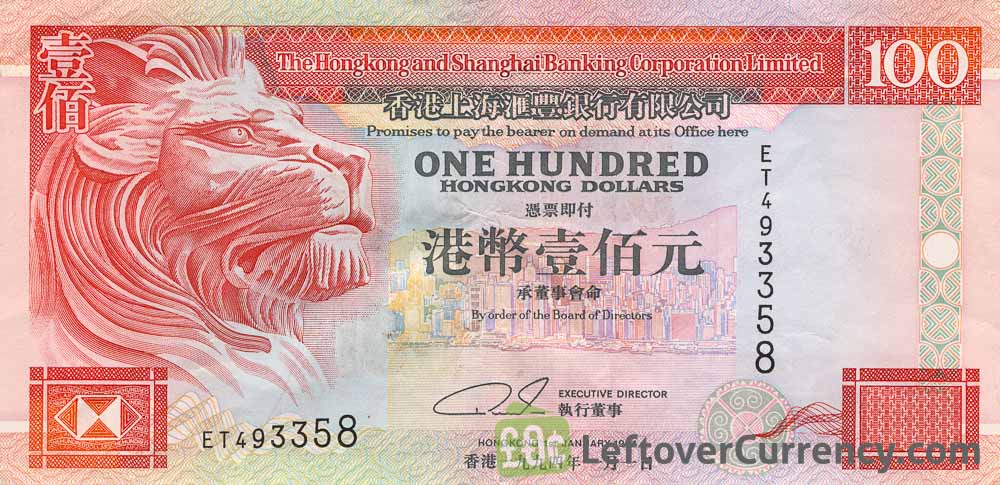 壹佰
The Hongkong and Shanghai Banking Corporation Limited
100
香港上海滙豐銀行有限公司
Promises to pay the bearer on demand at its Office here
ONE HUNDRED
HONGKONG DOLLARS
憑票即付
港幣壹佰元
承董事會命
By order of the Board of Directors
ET493358
EXECUTIVE DIRECTOR
執行董事
ET493358
HONGKONG 1ST JANUARY
香港 一九九四年 月一日
LeftoverCurrency.com